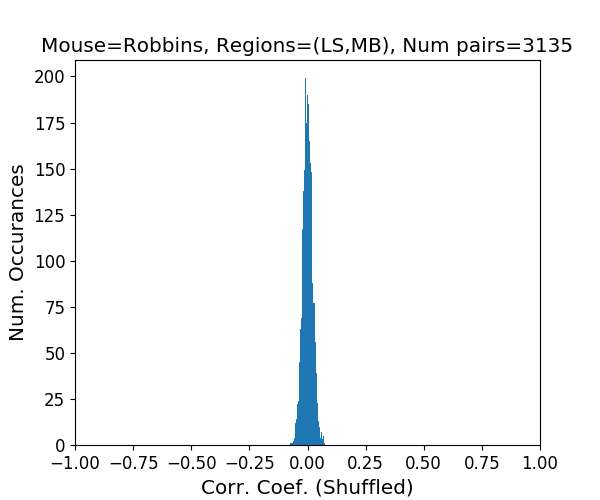 Mouse=Robbins, Regions=(LS,MB), Num pairs=3135
200
175
150
125
100
75
50
25
0
Num. Occurances
−1.00 −0.75 −0.50 −0.25 0.00 0.25 0.50 0.75 1.00
Corr. Coef. (Shuffled)